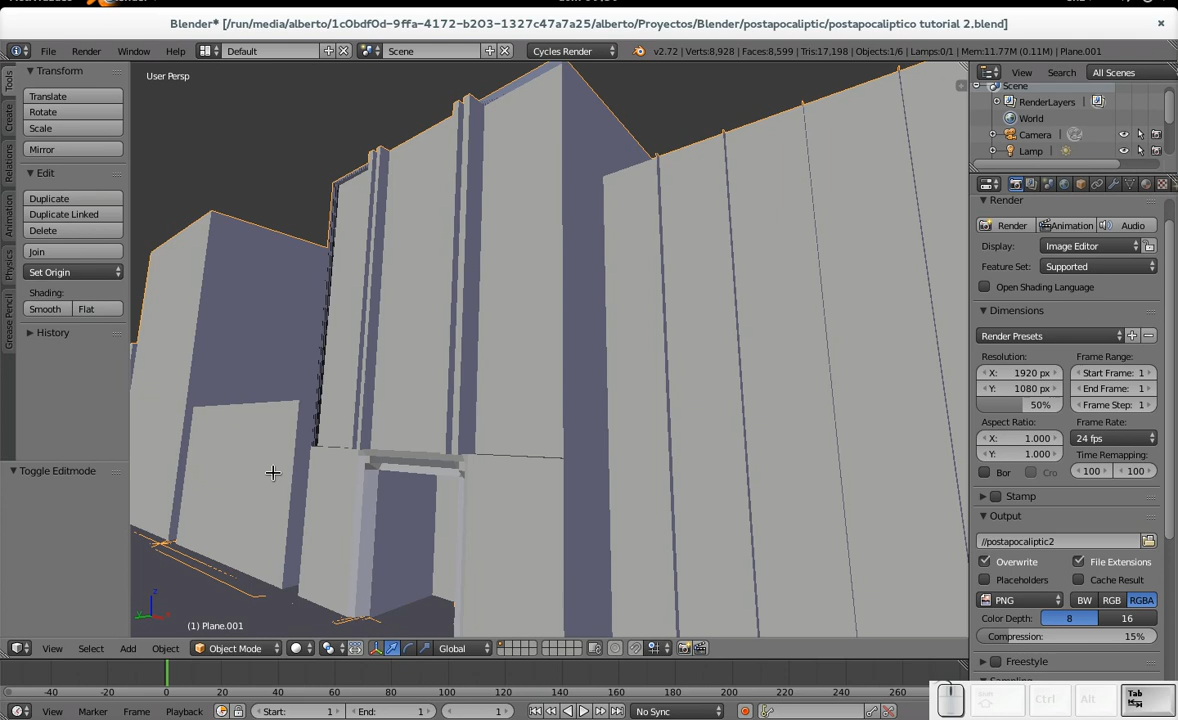 Blender* [/run/media/alberto/1c0bdf0d-9ffa-4172-b203-1327c47a7a25/alberto/Proyectos/Blender/postapocaliptic/postapocaliptico tutorial 2.blend]
File Render Window Help Default Scene Cycles Render v2.72 | Verts:8,928 | Faces:8,599 | Tris:17,198 | Objects:1/6 | Lamps:0/1 | Mem:11.77M (0.11M) | Plane.001
Tools
Create
Relations
Animation
Physics
Grease Pencil
Transform
Translate
Rotate
Scale
Mirror
Edit
Duplicate
Duplicate Linked
Delete
Join
Set Origin
Shading:
Smooth Flat
History
Toggle Editmode
User Persp
(1) Plane.001
View Select Add Object Object Mode Global
-40 -20 0 20 40 60 80 100 120 140 160 180 200 220 240 260
View Marker Frame Playback Start: 1 End: 1 1 No Sync
View Search All Scenes
Scene
RenderLayers
World
Camera
Lamp
Render
Render Animation Audio
Display: Image Editor
Feature Set: Supported
Open Shading Language
Dimensions
Render Presets
Resolution: Frame Range:
X: 1920 px Start Frame: 1
Y: 1080 px End Frame: 1
50% Frame Step: 1
Aspect Ratio: Frame Rate:
X: 1.000 24 fps
Y: 1.000 Time Remapping:
Bor Cro 100 100
Stamp
Output
//postapocaliptic2
Overwrite File Extensions
Placeholders Cache Result
PNG BW RGB RGBA
Color Depth: 8 16
Compression: 15%
Freestyle
Sampling
Shift Ctrl Alt Tab